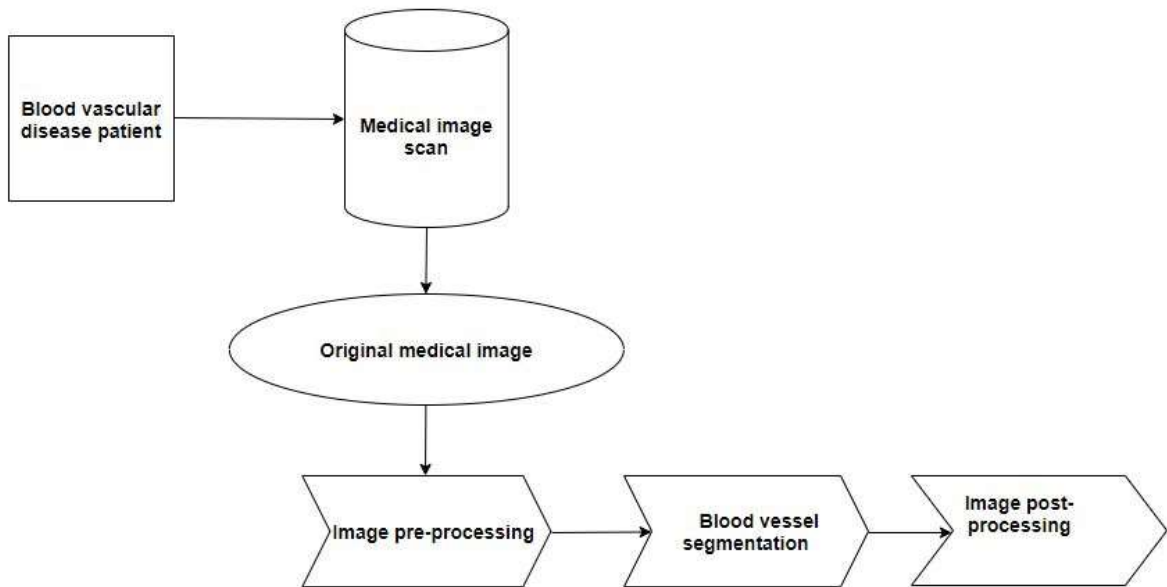 Blood vascular
disease patient
Medical image
scan
Original medical image
Image pre-processing
Blood vessel
segmentation
Image post-
processing